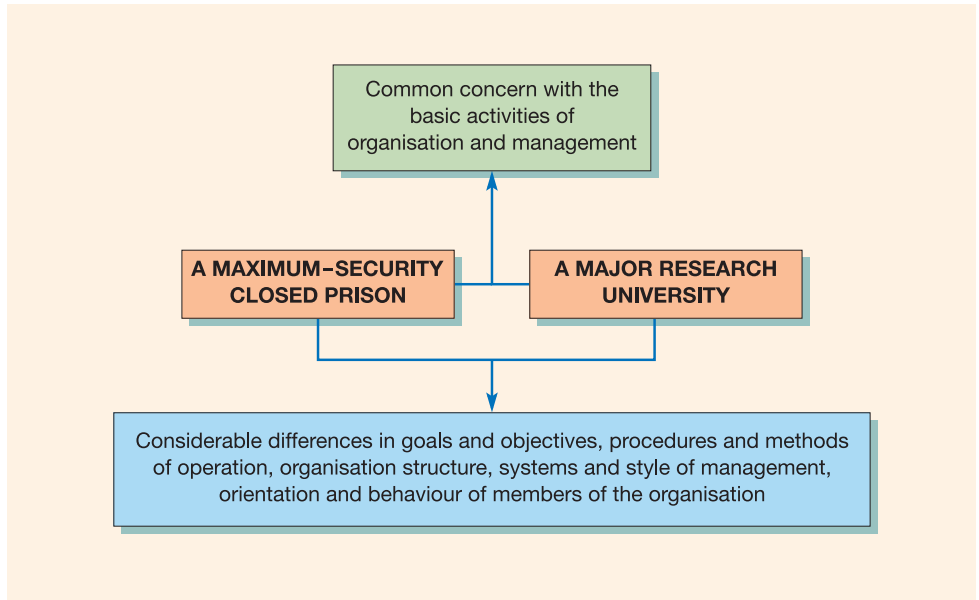 Common concern with the
basic activities of
organisation and management
A MAXIMUM–SECURITY
CLOSED PRISON
A MAJOR RESEARCH
UNIVERSITY
Considerable differences in goals and objectives, procedures and methods
of operation, organisation structure, systems and style of management,
orientation and behaviour of members of the organisation